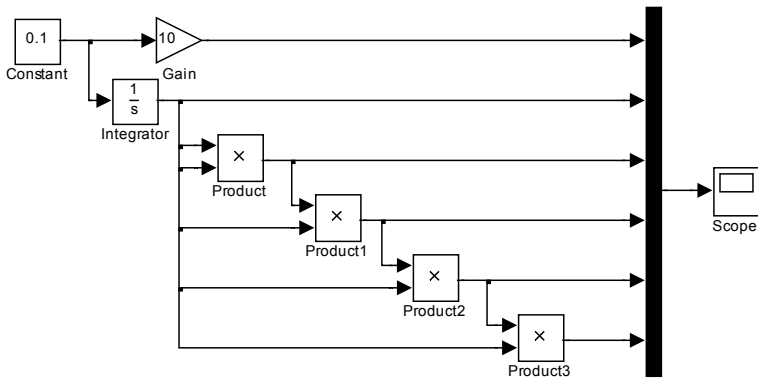 0.1
Constant
10
Gain
1
s
Integrator
×
Product
×
Product1
×
Product2
×
Product3
Scope